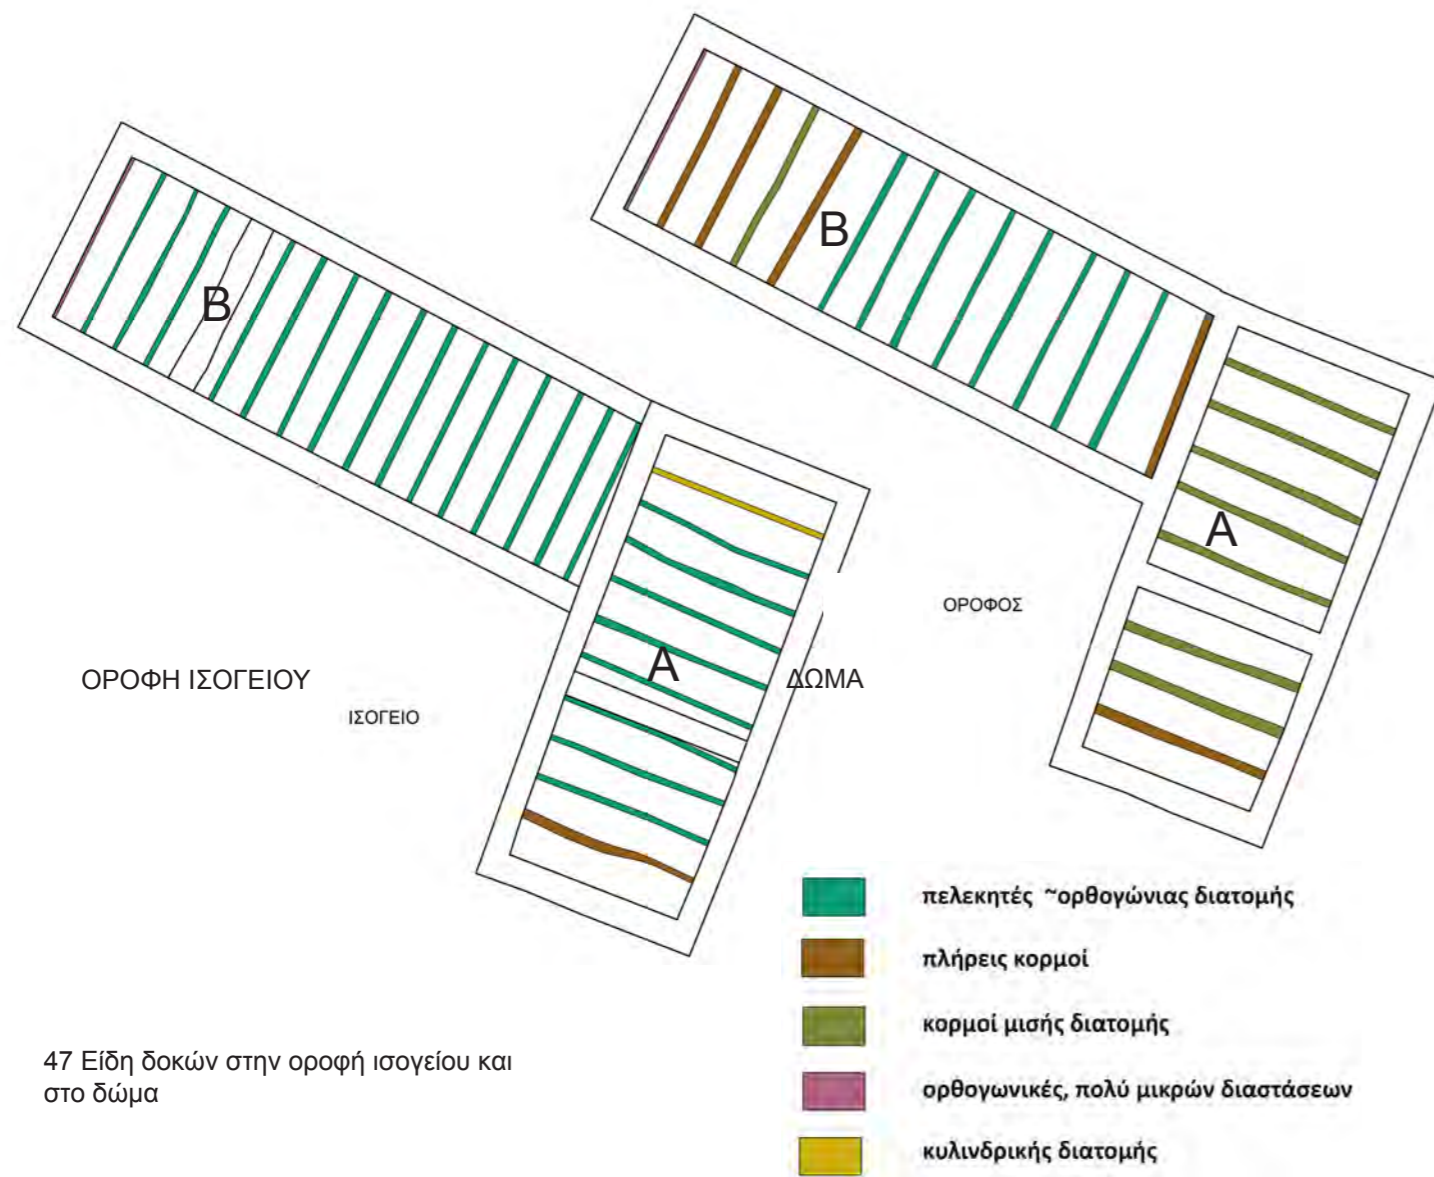 B
B
A
A
ΟΡΟΦΟΣ
ΟΡΟΦΗ ΙΣΟΓΕΙΟΥ
ΔΩΜΑ
ΙΣΟΓΕΙΟ
πελεκητές ~ορθογώνιας διατομής
πλήρεις κορμοί
κορμοί μισής διατομής
ορθογωνικές, πολύ μικρών διαστάσεων
κυλινδρικής διατομής
47 Είδη δοκών στην οροφή ισογείου και
στο δώμα